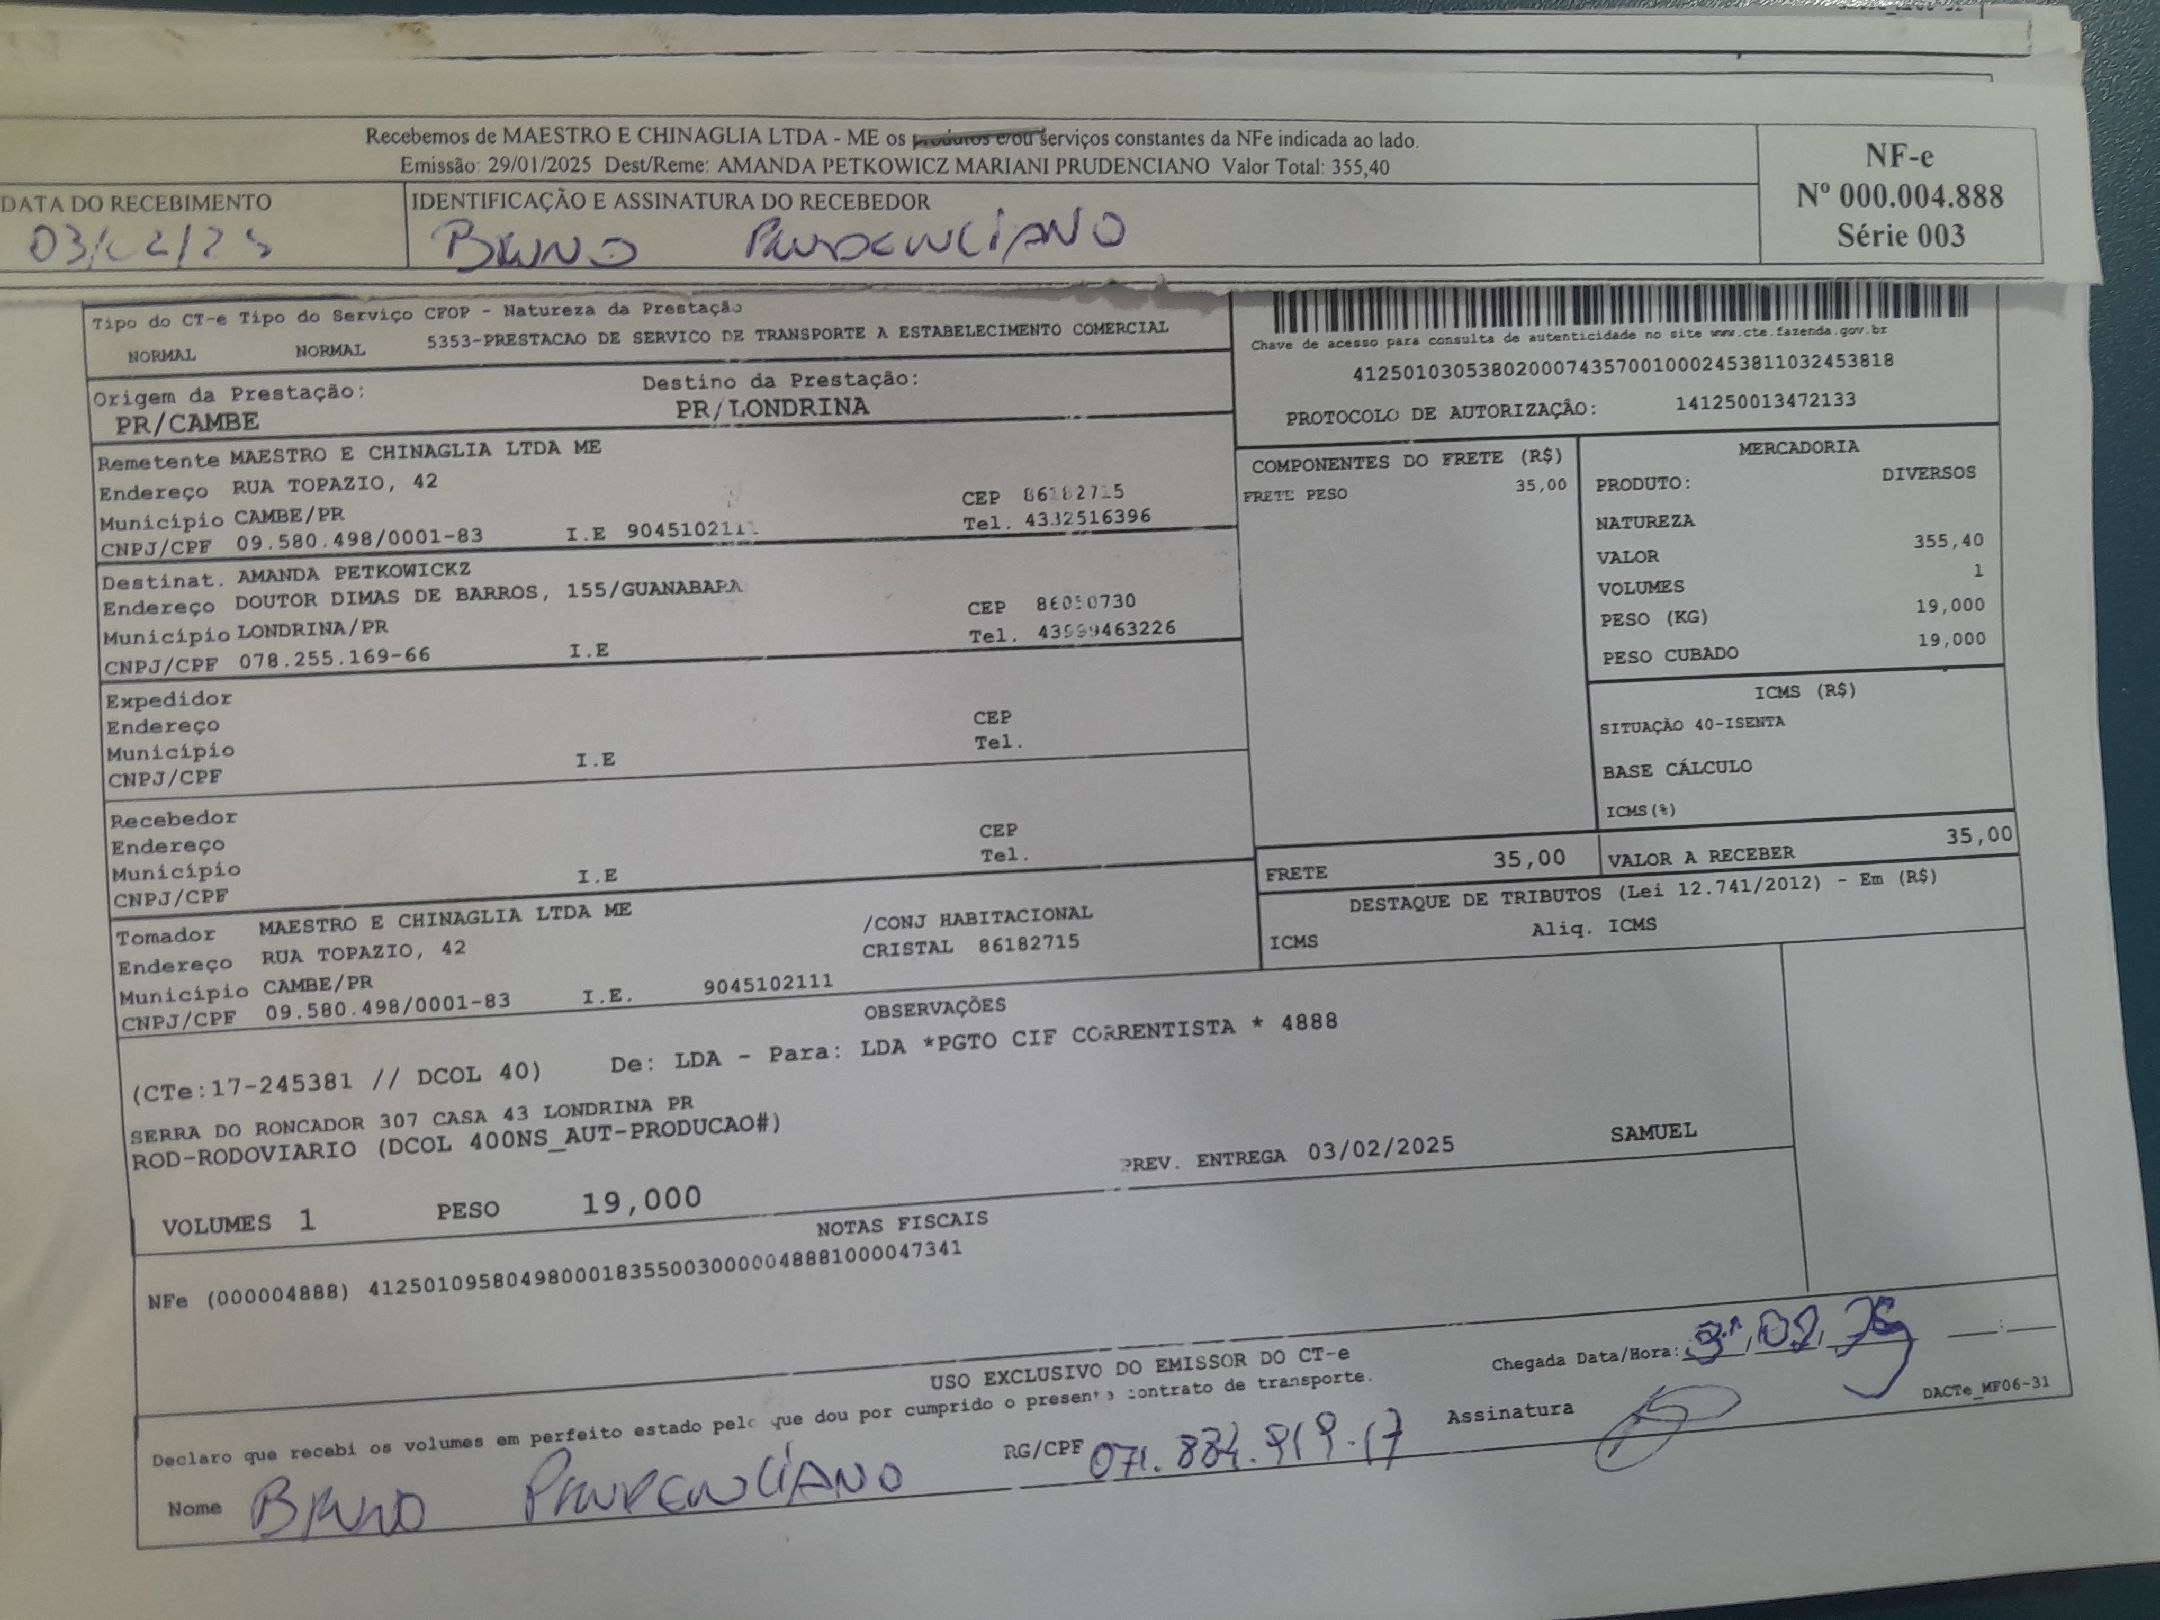 Recebemos de MAESTRO E CHINAGLIA LTDA - ME os produtos e/ou serviços constantes da NFe indicada ao lado.
Emissão: 29/01/2025 Dest/Reme: AMANDA PETKOWICZ MARIANI PRUDENCIANO Valor Total: 355,40
NF-e
Nº 000.004.888
Série 003
DATA DO RECEBIMENTO
03/02/25
IDENTIFICAÇÃO E ASSINATURA DO RECEBEDOR
BRUNO PRUDENCIANO
Tipo do CT-e Tipo do Serviço CFOP - Natureza da Prestação
NORMAL NORMAL 5353-PRESTACAO DE SERVICO DE TRANSPORTE A ESTABELECIMENTO COMERCIAL
Chave de acesso para consulta de autenticidade no site www.cte.fazenda.gov.br
41250103053802000743570010002453811032453818
PROTOCOLO DE AUTORIZAÇÃO: 141250013472133
Origem da Prestação: Destino da Prestação:
PR/CAMBE PR/LONDRINA
Remetente MAESTRO E CHINAGLIA LTDA ME
Endereço RUA TOPAZIO, 42 CEP 86182715
Município CAMBE/PR Tel. 4332516396
CNPJ/CPF 09.580.498/0001-83 I.E 9045102111
Destinat. AMANDA PETKOWICKZ
Endereço DOUTOR DIMAS DE BARROS, 155/GUANABARA CEP
Município LONDRINA/PR Tel. 43999463226
CNPJ/CPF 078.255.169-66 I.E
Expedidor
Endereço CEP
Município Tel.
CNPJ/CPF I.E
Recebedor
Endereço CEP
Município Tel.
CNPJ/CPF I.E
Tomador MAESTRO E CHINAGLIA LTDA ME /CONJ HABITACIONAL
Endereço RUA TOPAZIO, 42 CRISTAL 86182715
Município CAMBE/PR
CNPJ/CPF 09.580.498/0001-83 I.E. 9045102111
COMPONENTES DO FRETE (R$)
FRETE PESO 35,00
MERCADORIA
PRODUTO: DIVERSOS
NATUREZA
VALOR 355,40
VOLUMES 1
PESO (KG) 19,000
PESO CUBADO 19,000
ICMS (R$)
SITUAÇÃO 40-ISENTA
BASE CÁLCULO
ICMS(%)
FRETE 35,00 VALOR A RECEBER 35,00
DESTAQUE DE TRIBUTOS (Lei 12.741/2012) - Em (R$)
ICMS Aliq. ICMS
OBSERVAÇÕES
(CTe:17-245381 // DCOL 40) De: LDA - Para: LDA *PGTO CIF CORRENTISTA * 4888
SERRA DO RONCADOR 307 CASA 43 LONDRINA PR
ROD-RODOVIARIO (DCOL 400NS_AUT-PRODUCAO#)
PREV. ENTREGA 03/02/2025 SAMUEL
VOLUMES 1 PESO 19,000
NOTAS FISCAIS
NFe (000004888) 41250109580498000183550030000048881000047341
USO EXCLUSIVO DO EMISSOR DO CT-e
Chegada Data/Hora:
Declaro que recebi os volumes em perfeito estado pelo que dou por cumprido o presente contrato de transporte.
DACTe_MF06-31
Nome BRUNO PRUDENCIANO RG/CPF Assinatura